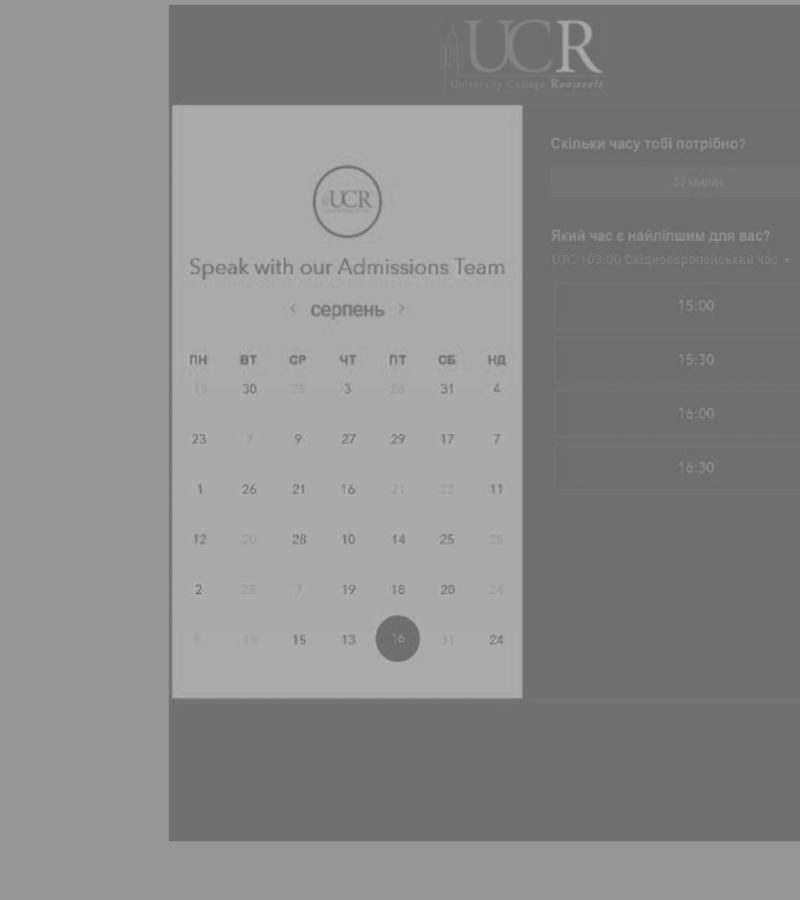 UCR
University College Roosevelt
UCR
Speak with our Admissions Team
‹ серпень ›
ПН ВТ СР ЧТ ПТ СБ НД
13 30 25 3 26 31 4
23 7 9 27 29 17 7
1 26 21 16 21 22 11
12 20 28 10 14 25 25
2 25 7 19 18 20 24
5 13 15 13 16 31 24
Скільки часу тобі потрібно?
30 милин
Який час є найліпшим для вас?
UTC +03:00 Східноєвропейський час
15:00
15:30
16:00
16:30